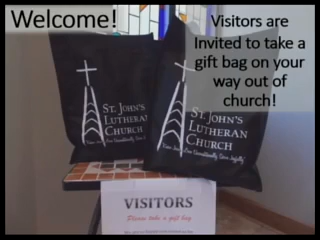 Welcome!
Visitors are
Invited to take a
gift bag on your
way out of
church!
ST. JOHN'S
LUTHERAN
CHURCH
ST. JOHN'S
LUTHERAN
CHURCH
VISITORS
Please take a gift bag